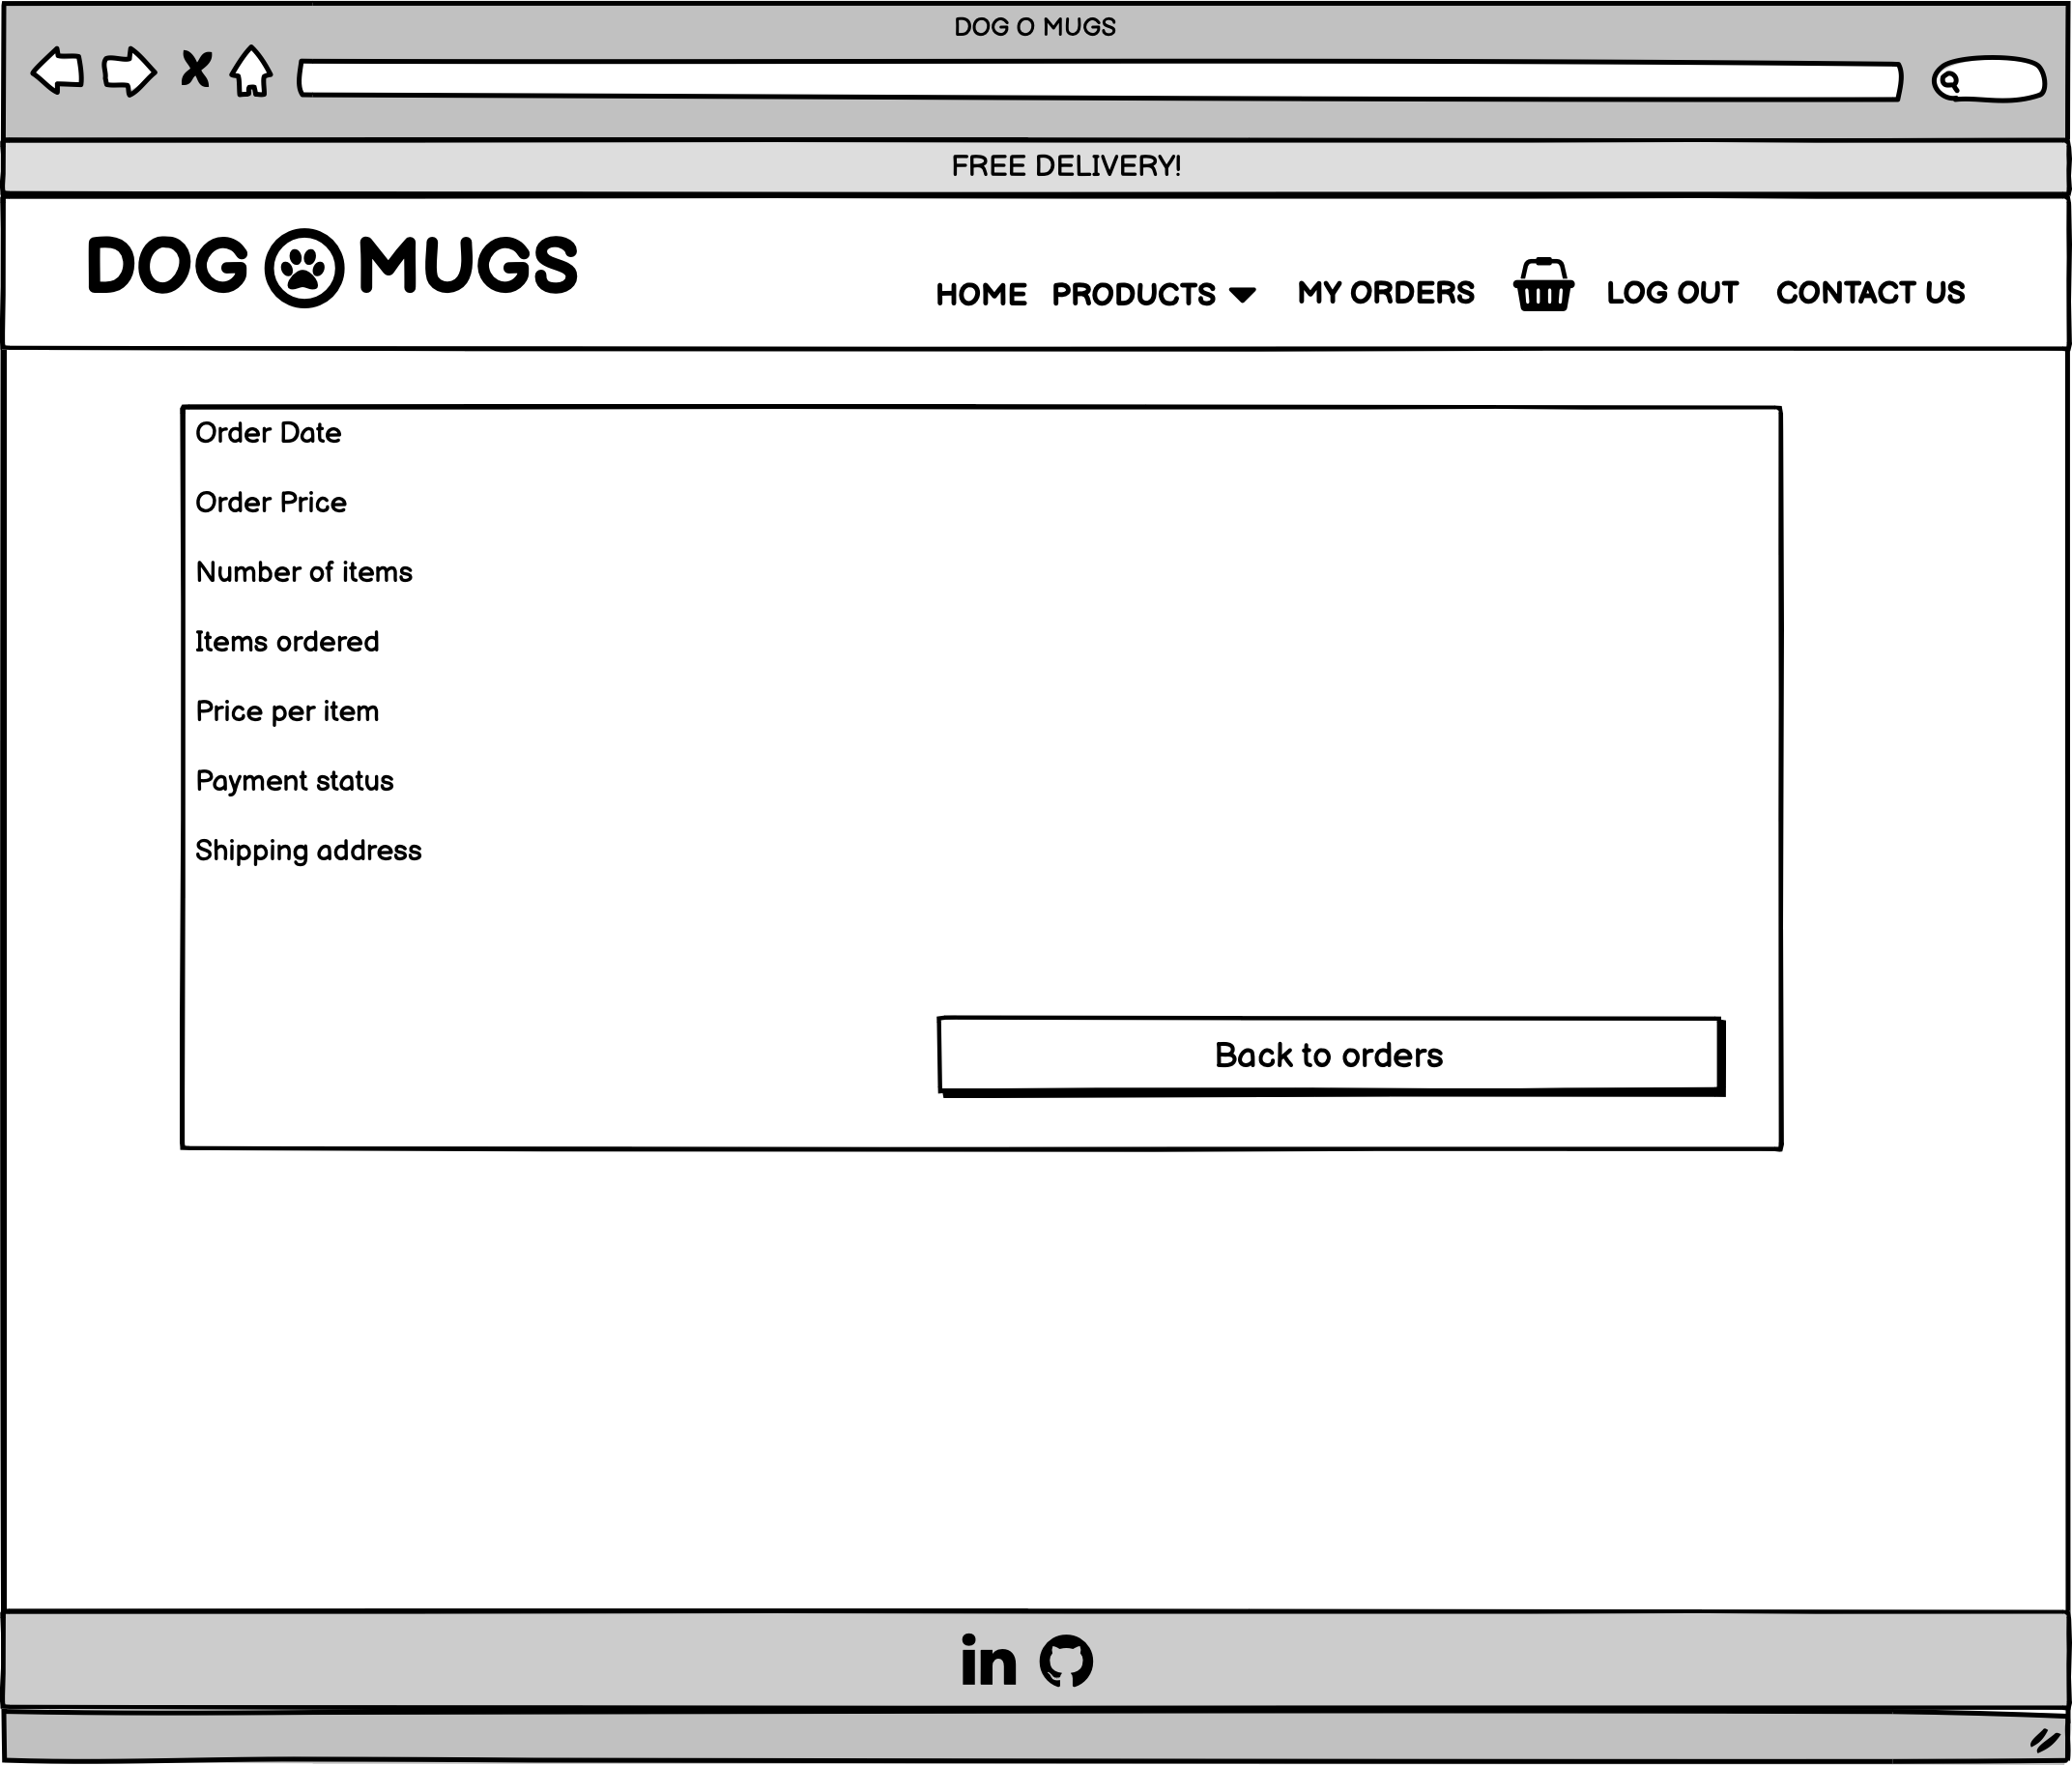 DOG O MUGS
FREE DELIVERY!
DOG MUGS
HOME PRODUCTS MY ORDERS LOG OUT CONTACT US
Order Date
Order Price
Number of items
Items ordered
Price per item
Payment status
Shipping address
Back to orders
in